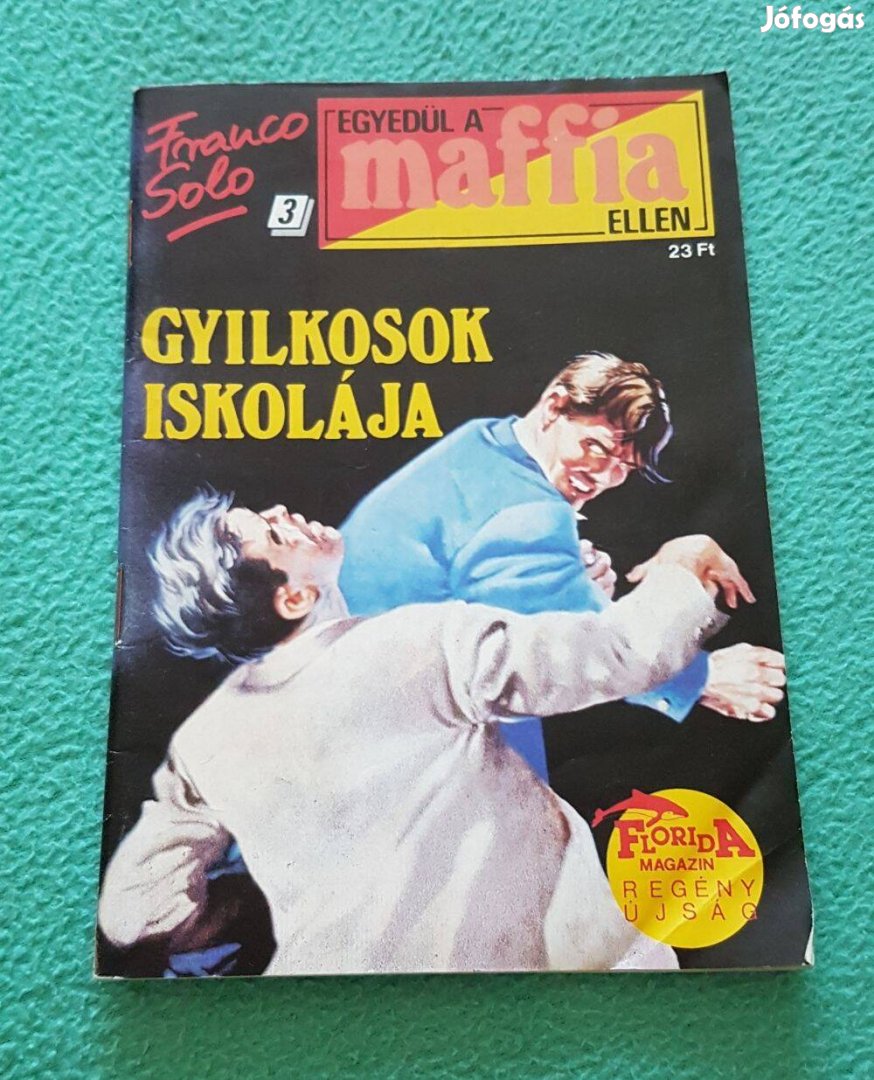 Jófogás
Franco
Solo
3
EGYEDÜL A
maffia
ELLEN
23 Ft
GYILKOSOK
ISKOLÁJA
FLORIDA
MAGAZIN
REGÉNY
ÚJSÁG